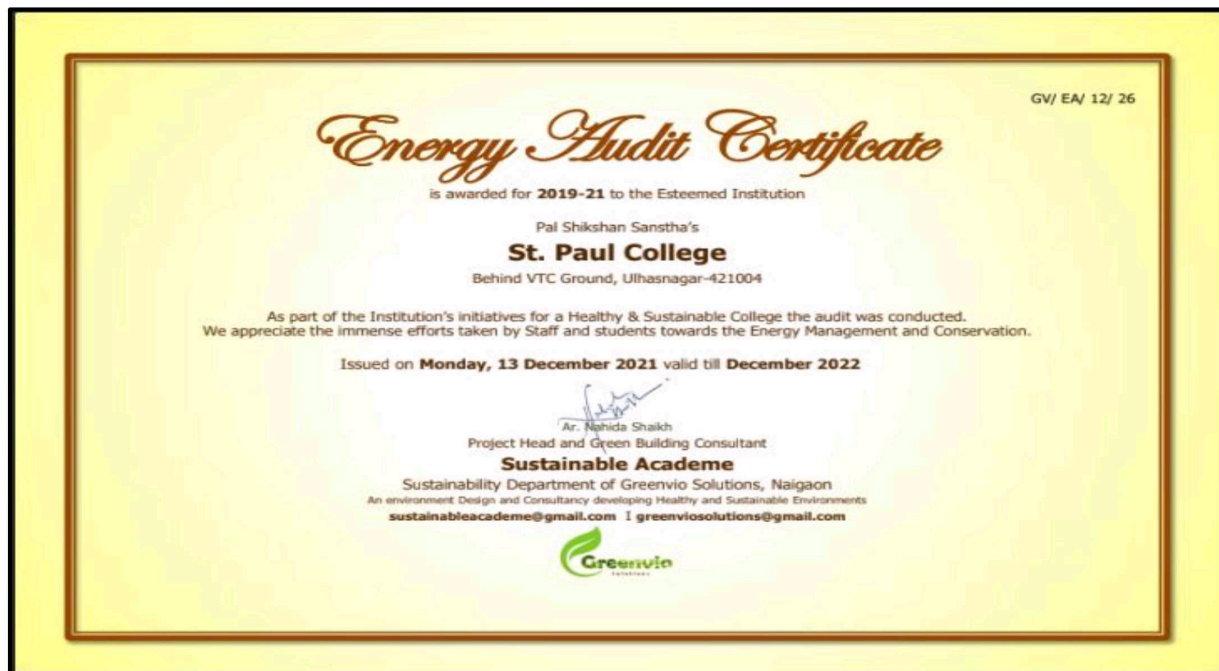 GV/ EA/ 12/ 26
Energy Audit Certificate
is awarded for 2019-21 to the Esteemed Institution
Pal Shikshan Sanstha's
St. Paul College
Behind VTC Ground, Ulhasnagar-421004
As part of the Institution's initiatives for a Healthy & Sustainable College the audit was conducted.
We appreciate the immense efforts taken by Staff and students towards the Energy Management and Conservation.
Issued on Monday, 13 December 2021 valid till December 2022
Ar. Nahida Shaikh
Project Head and Green Building Consultant
Sustainable Academe
Sustainability Department of Greenvio Solutions, Naigaon
An environment Design and Consultancy developing Healthy and Sustainable Environments
sustainableacademe@gmail.com I greenviosolutions@gmail.com
Greenvio
Solutions